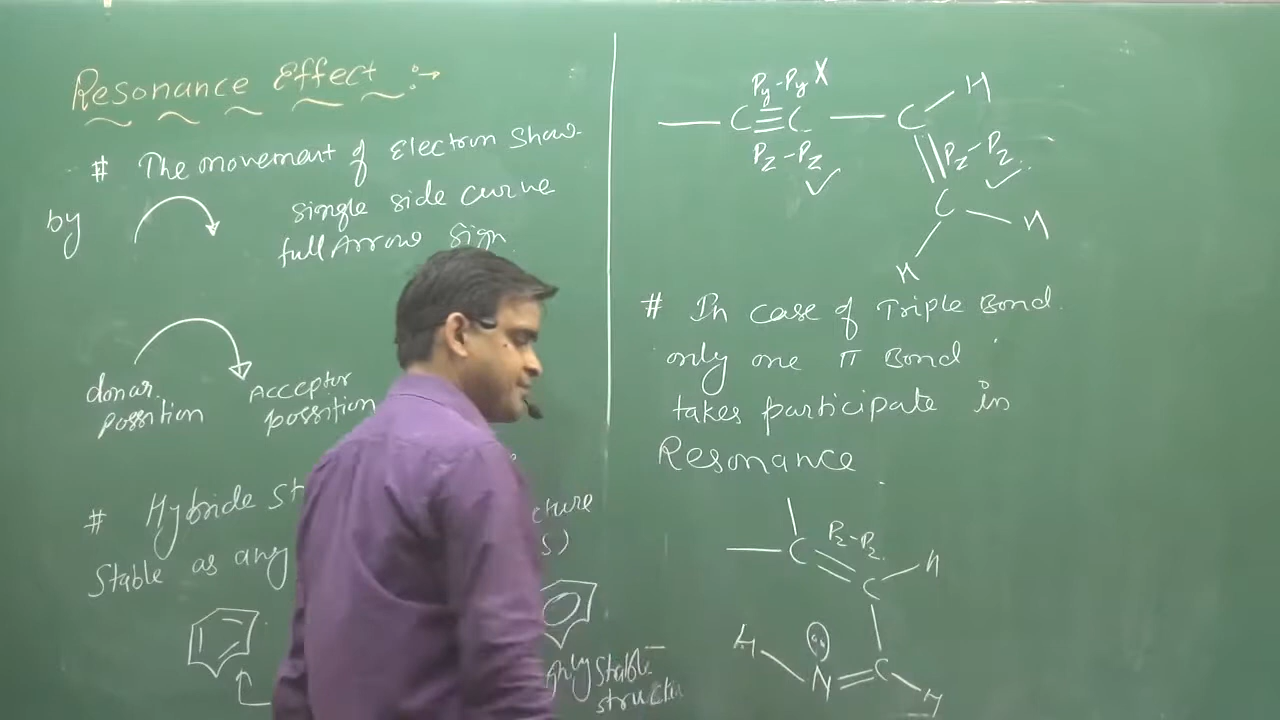 Resonance Effect :→
# The movement of Electron Show
by single side curve
full Arrow sign.
donar Acceptor
possition possition
# Hybride St cture
Stable as any s)
stable
structu
Py-Py X
— C≡C — C H
Pz-Pz ✓ Pz-Pz ✓
C H
H
# In case of Triple Bond.
only one π Bond
takes participate in
Resonance
Pz-Pz
— C C H
H N = C H